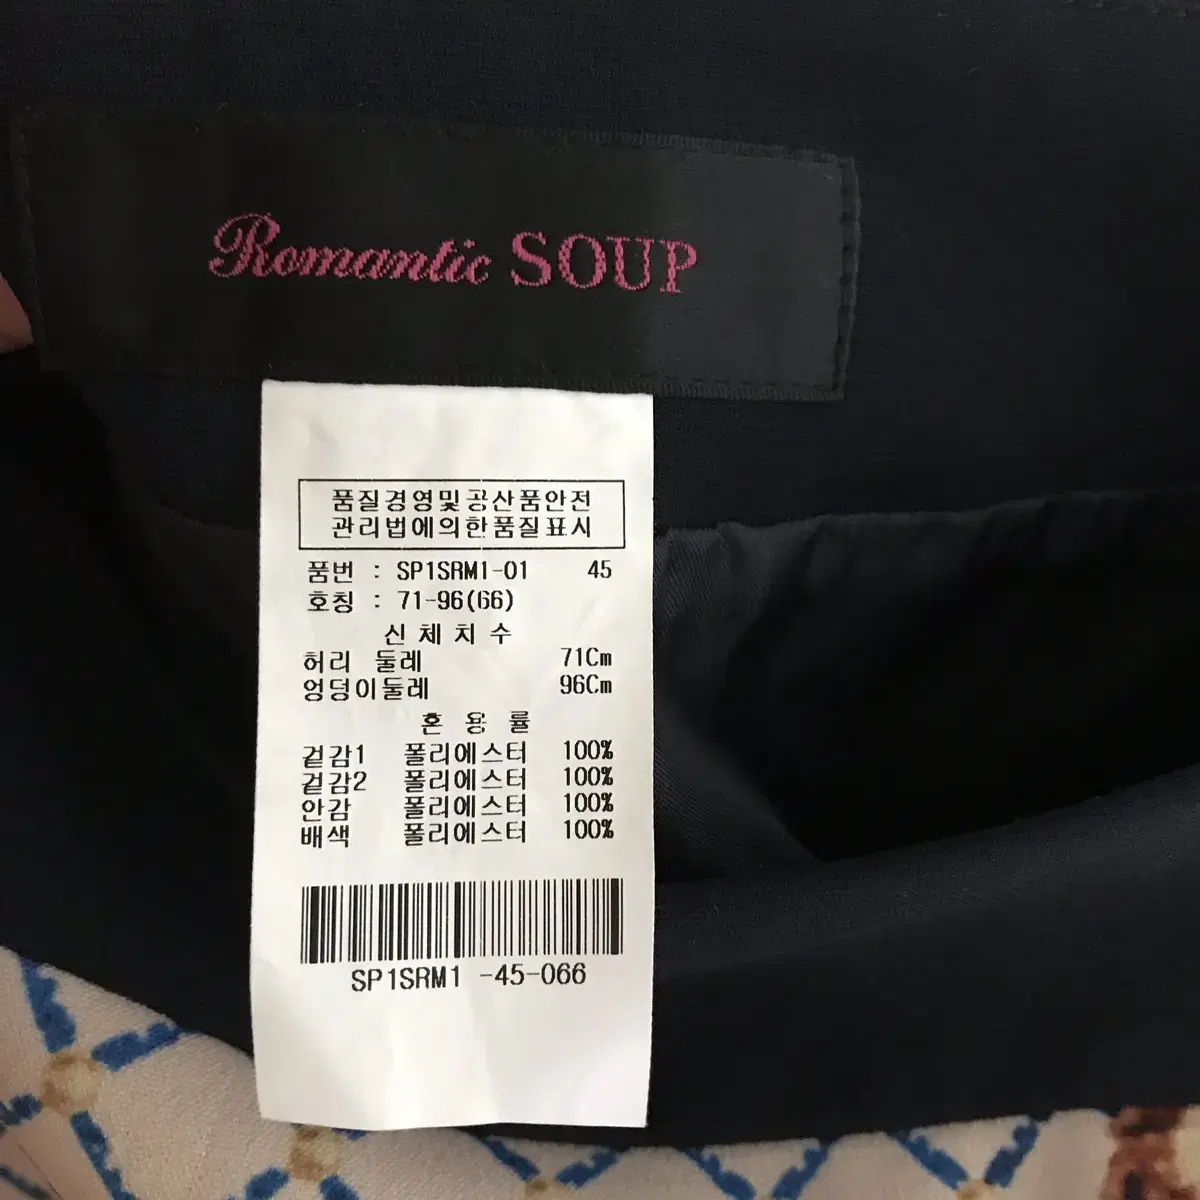 Romantic SOUP
품질경영및공산품안전
관리법에의한품질표시
품번 : SP1SRM1-01 45
호칭 : 71-96(66)
신 체 치 수
허리 둘레 71Cm
엉덩이둘레 96Cm
혼 용 률
겉감1 폴리에스터 100%
겉감2 폴리에스터 100%
안감 폴리에스터 100%
배색 폴리에스터 100%
SP1SRM1 -45-066